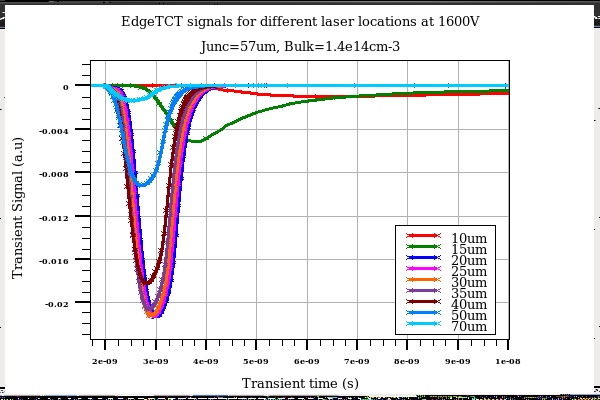 EdgeTCT signals for different laser locations at 1600V
Junc=57um, Bulk=1.4e14cm-3
Transient Signal (a.u)
0
-0.004
-0.008
-0.012
-0.016
-0.02
10um
15um
20um
25um
30um
35um
40um
50um
70um
2e-09 3e-09 4e-09 5e-09 6e-09 7e-09 8e-09 9e-09 1e-08
Transient time (s)